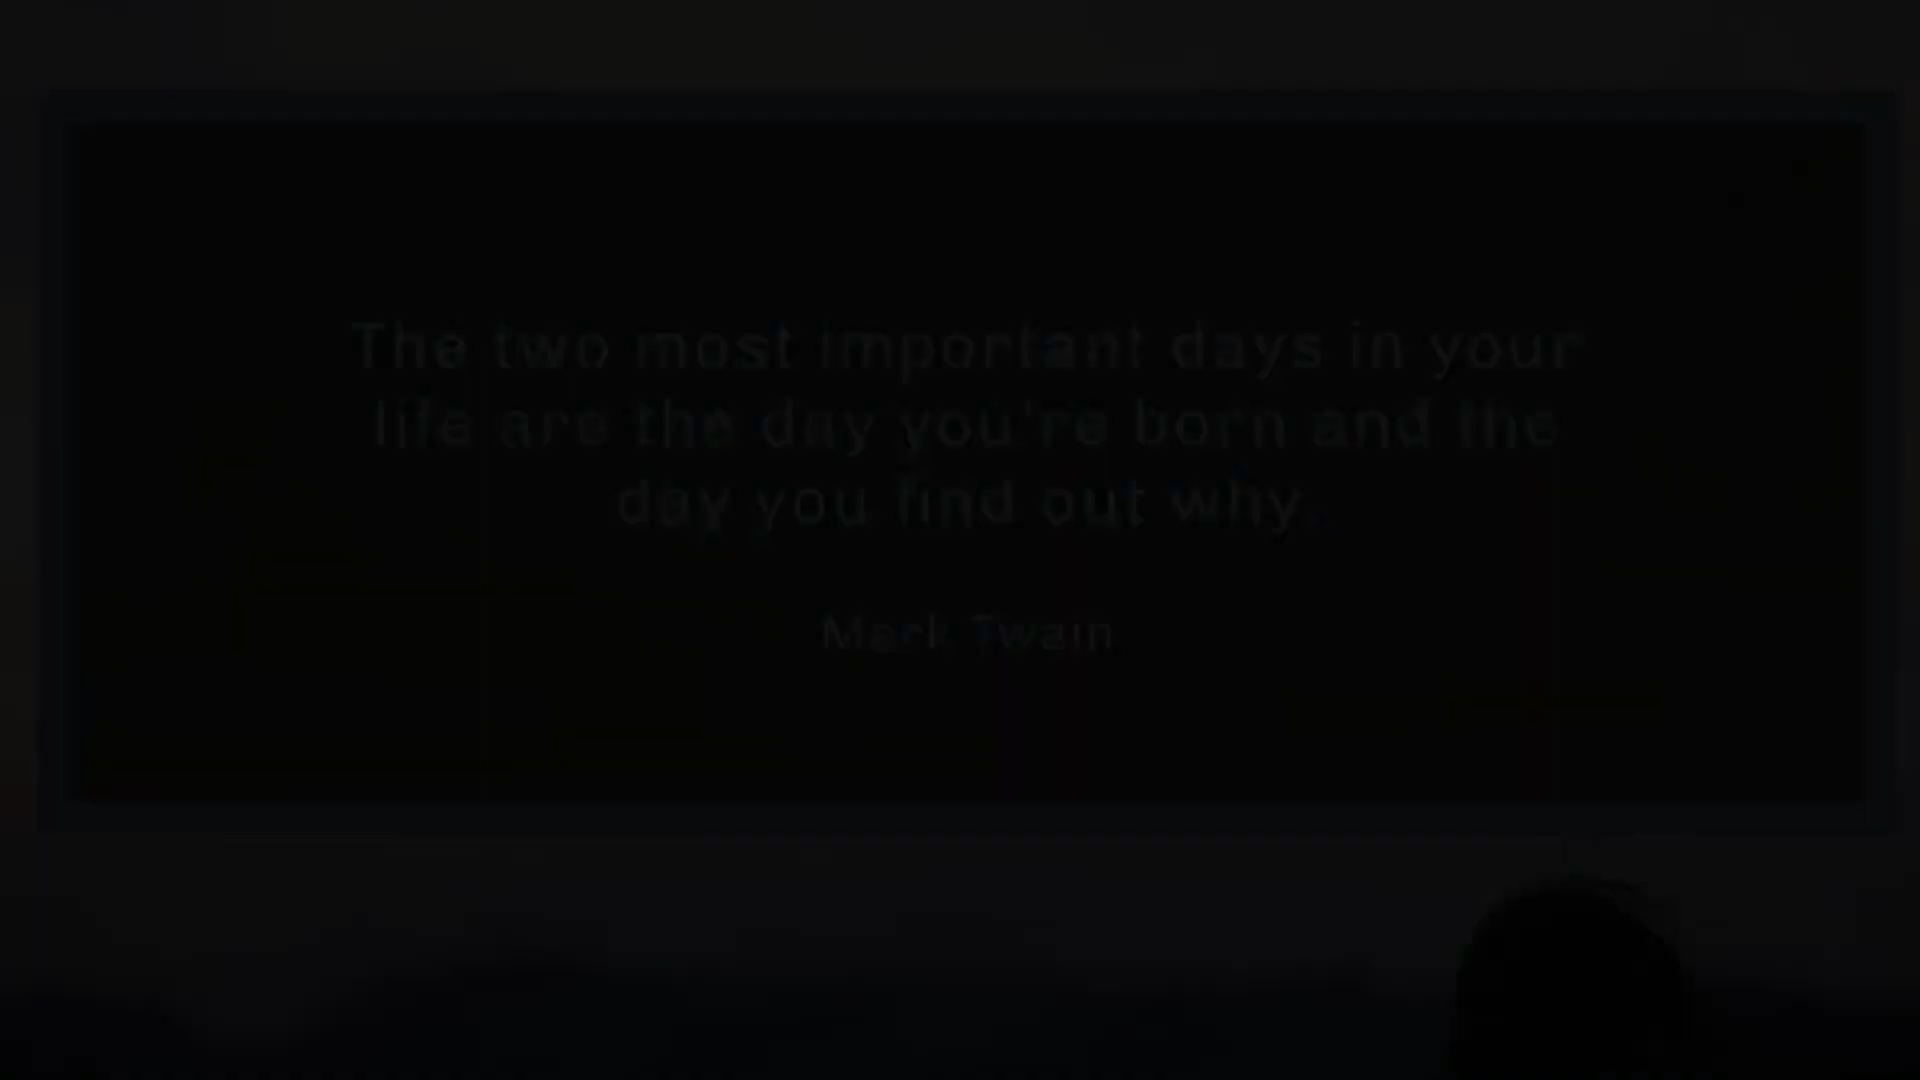 The two most important days in your
life are the day you're born and the
day you find out why.
Mark Twain